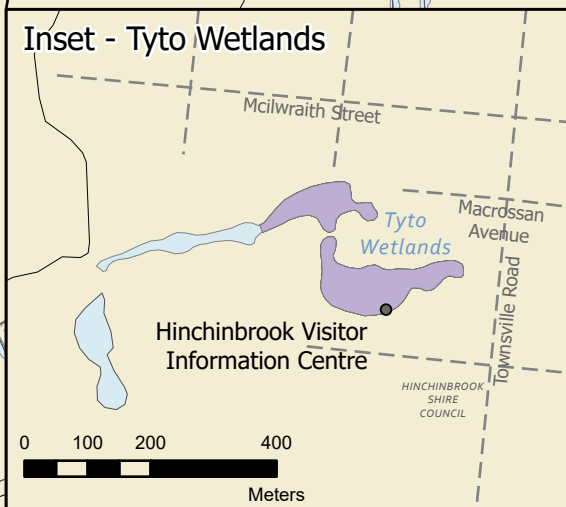 Inset - Tyto Wetlands
Mcilwraith Street
Macrossan
Avenue
Tyto
Wetlands
Townsville Road
Hinchinbrook Visitor
Information Centre
HINCHINBROOK
SHIRE
COUNCIL
0 100 200 400
Meters